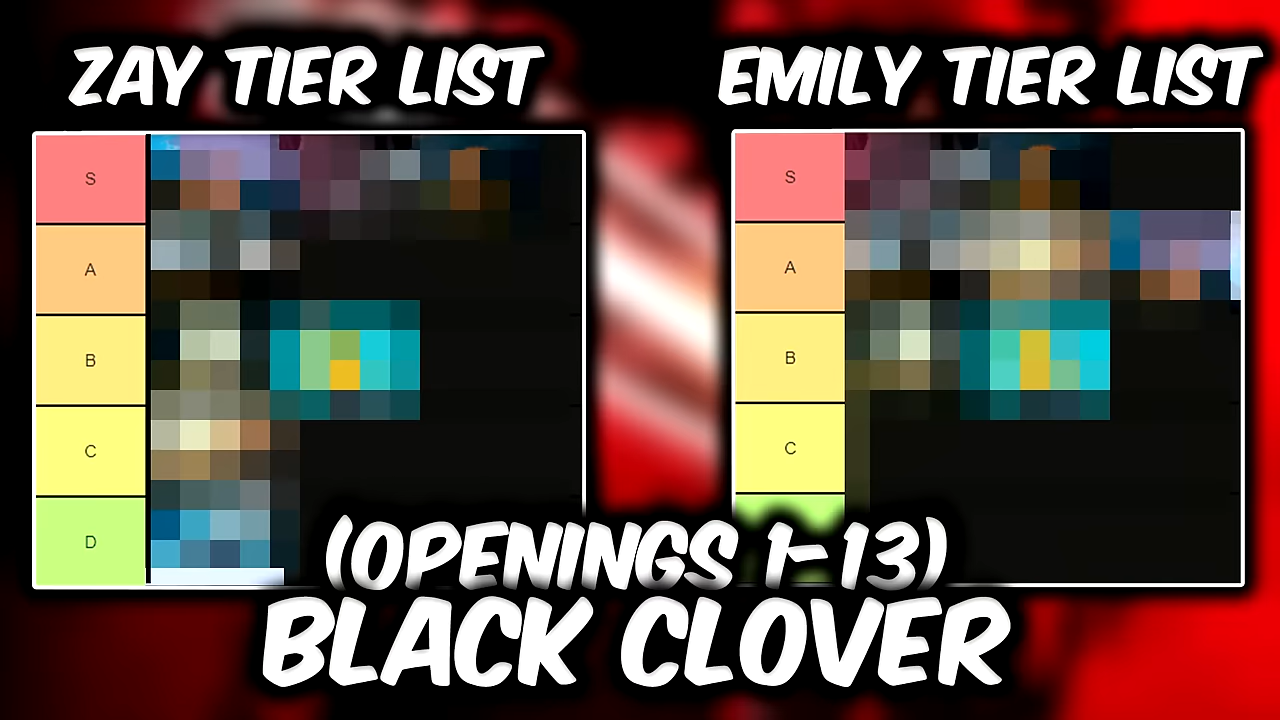 ZAY TIER LIST
EMILY TIER LIST
S
A
B
C
D
S
A
B
C
(OPENINGS 1-13)
BLACK CLOVER